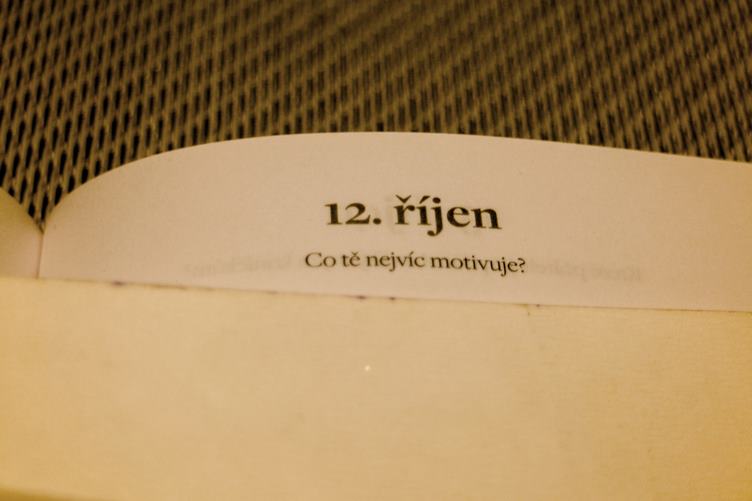 12. říjen
Co tě nejvíc motivuje?